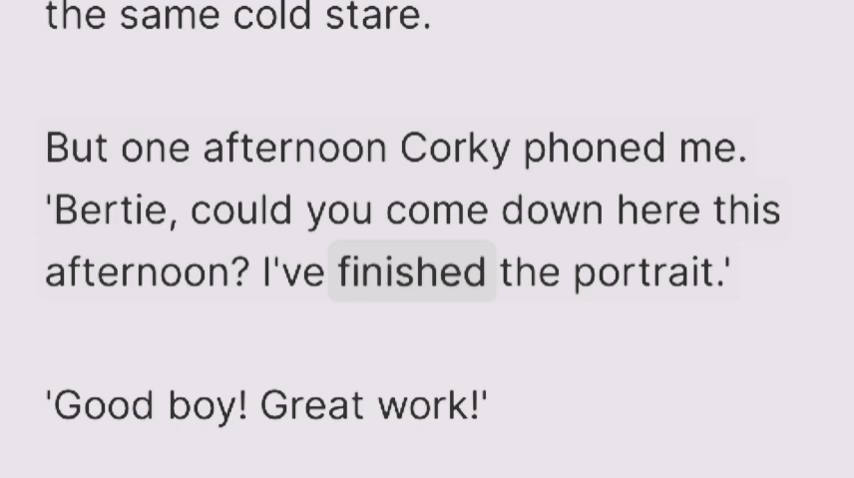 the same cold stare.
But one afternoon Corky phoned me.
'Bertie, could you come down here this
afternoon? I've finished the portrait.'
'Good boy! Great work!'